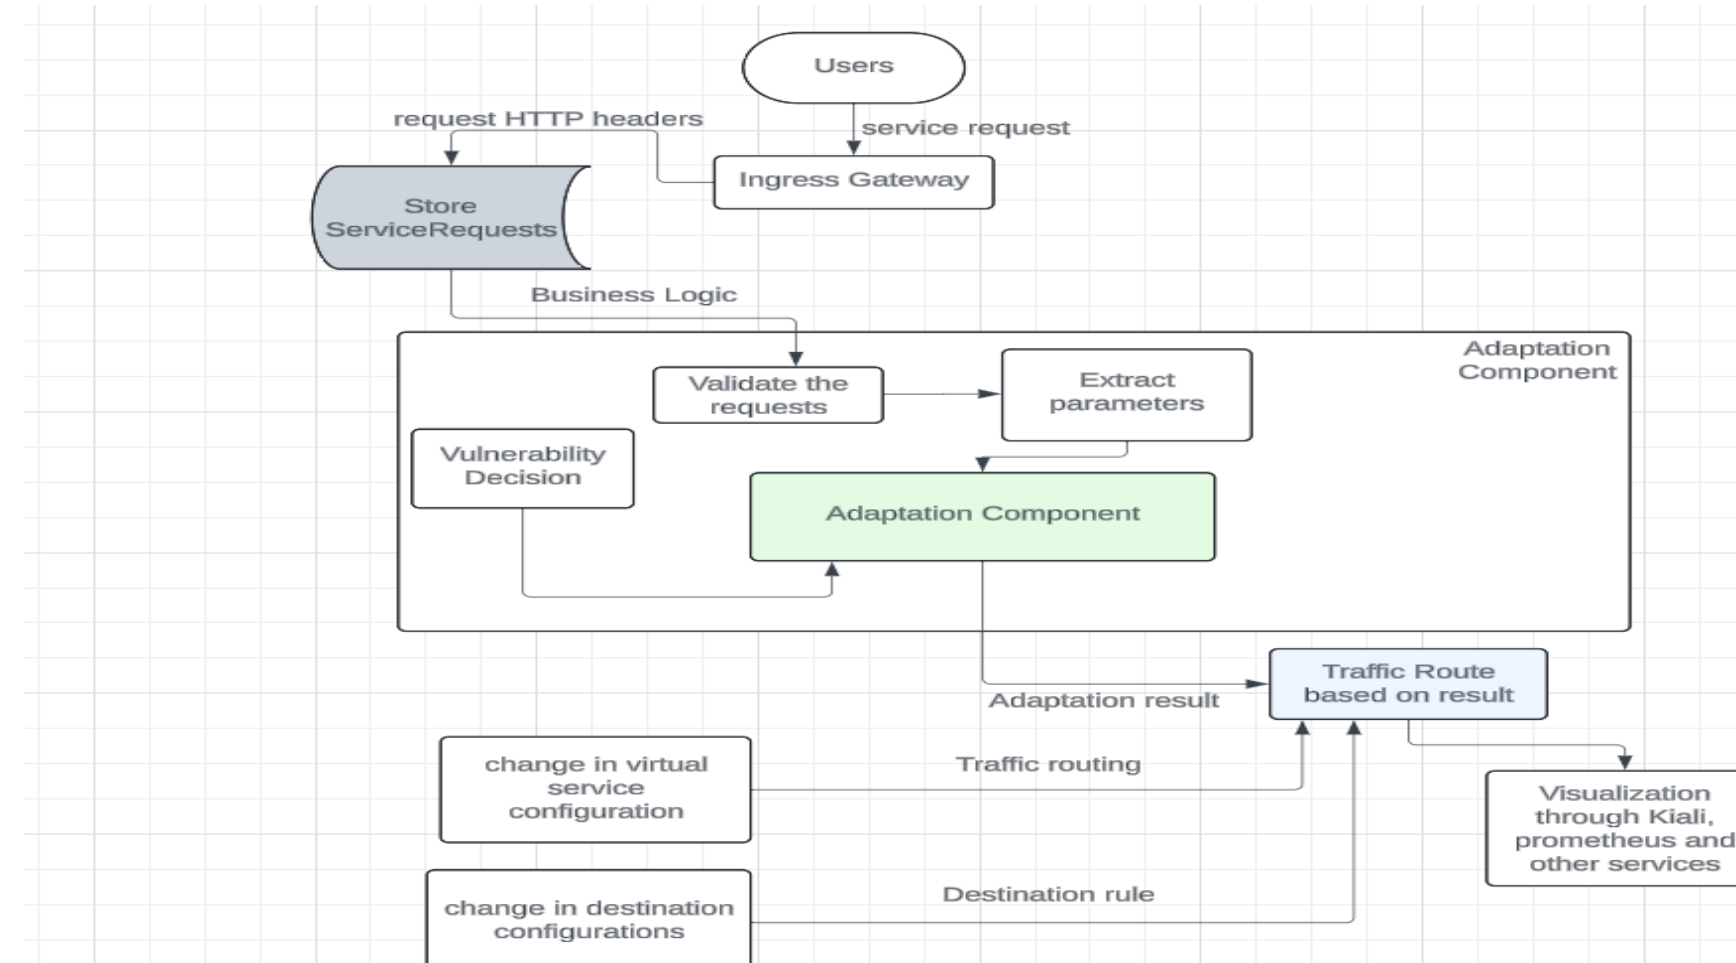 Users
request HTTP headers
service request
Ingress Gateway
Store
ServiceRequests
Business Logic
Adaptation
Component
Validate the
requests
Extract
parameters
Vulnerability
Decision
Adaptation Component
Traffic Route
based on result
Adaptation result
change in virtual
service
configuration
Traffic routing
Visualization
through Kiali,
prometheus and
other services
change in destination
configurations
Destination rule